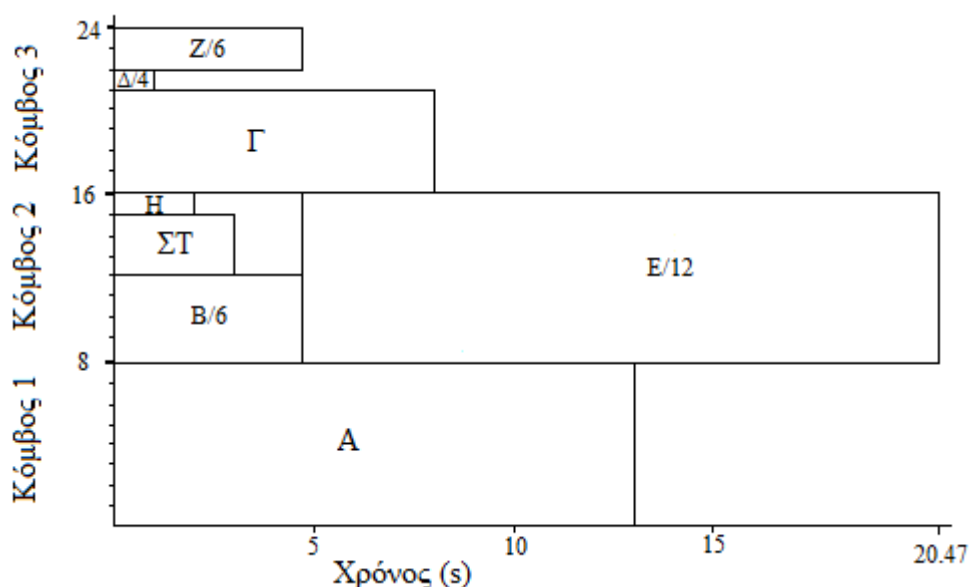 24
Z/6
Δ/4
Γ
16
H
ΣΤ
E/12
B/6
8
A
5
10
15
20.47
Χρόνος (s)
Κόμβος 3
Κόμβος 2
Κόμβος 1